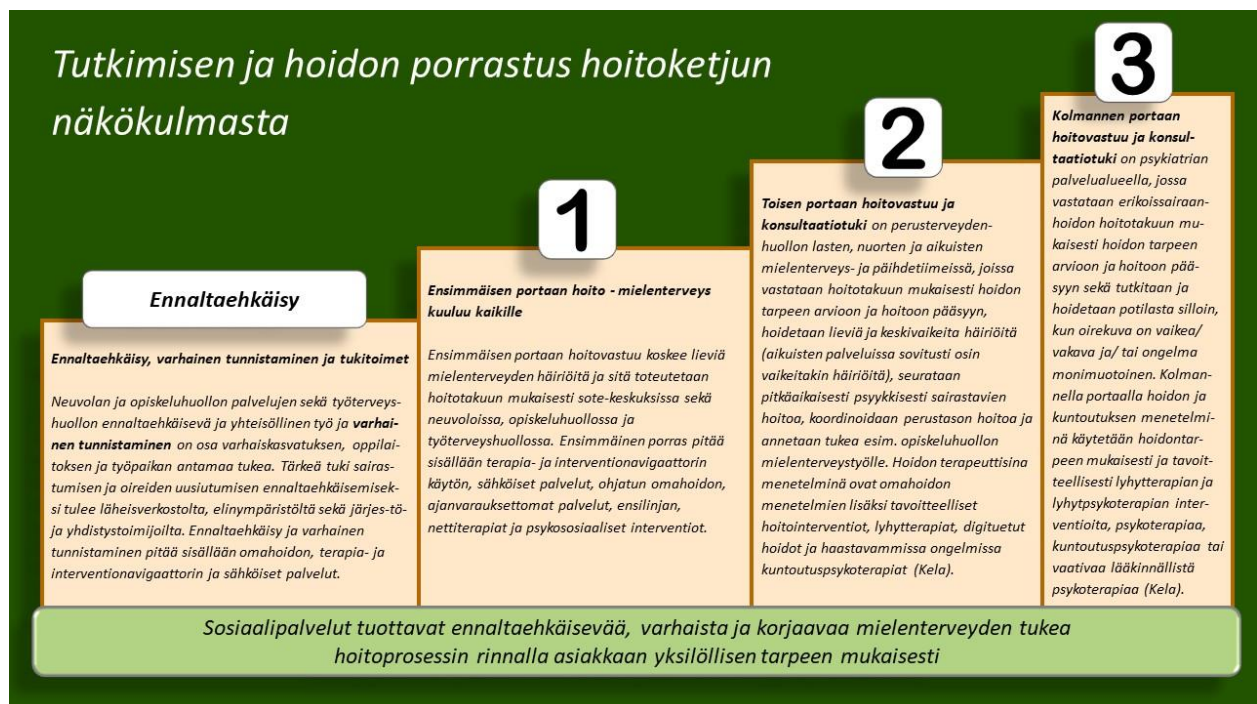 Tutkimisen ja hoidon porrastus hoitoketjun
näkökulmasta
Ennaltaehkäisy
Ennaltaehkäisy, varhainen tunnistaminen ja tukitoimet
Neuvolan ja opiskeluhuollon palvelujen sekä työterveys-
huollon ennaltaehkäisevä ja yhteisöllinen työ ja varhai-
nen tunnistaminen on osa varhaiskasvatuksen, oppilai-
toksen ja työpaikan antamaa tukea. Tärkeä tuki sairas-
tumisen ja oireiden uusiutumisen ennaltaehkäisemisek-
si tulee läheisverkostolta, elinympäristöltä sekä järjes-tö-
ja yhdistystoimijoilta. Ennaltaehkäisy ja varhainen
tunnistaminen pitää sisällään omahoidon, terapia- ja
interventionavigaattorin ja sähköiset palvelut.
1
Ensimmäisen portaan hoito - mielenterveys
kuuluu kaikille
Ensimmäisen portaan hoitovastuu koskee lieviä
mielenterveyden häiriöitä ja sitä toteutetaan
hoitotakuun mukaisesti sote-keskuksissa sekä
neuvoloissa, opiskeluhuollossa ja
työterveyshuollossa. Ensimmäinen porras pitää
sisällään terapia- ja interventionavigaattorin
käytön, sähköiset palvelut, ohjatun omahoidon,
ajanvarauksettomat palvelut, ensilinjan,
nettiterapiat ja psykososiaaliset interventiot.
2
Toisen portaan hoitovastuu ja
konsultaatiotuki on perusterveyden-
huollon lasten, nuorten ja aikuisten
mielenterveys- ja päihdetiimeissä, joissa
vastataan hoitotakuun mukaisesti hoidon
tarpeen arvioon ja hoitoon pääsyyn,
hoidetaan lieviä ja keskivaikeita häiriöitä
(aikuisten palveluissa sovitusti osin
vaikeitakin häiriöitä), seurataan
pitkäaikaisesti psyykkisesti sairastavien
hoitoa, koordinoidaan perustason hoitoa ja
annetaan tukea esim. opiskeluhuollon
mielenterveystyölle. Hoidon terapeuttisina
menetelminä ovat omahoidon
menetelmien lisäksi tavoitteelliset
hoitointerventiot, lyhytterapiat, digituetut
hoidot ja haastavammissa ongelmissa
kuntoutuspsykoterapiat (Kela).
3
Kolmannen portaan
hoitovastuu ja konsul-
taatiotuki on psykiatrian
palvelualueella, jossa
vastataan erikoissairaan-
hoidon hoitotakuun mu-
kaisesti hoidon tarpeen
arvioon ja hoitoon pää-
syyn sekä tutkitaan ja
hoidetaan potilasta silloin,
kun oirekuva on vaikea/
vakava ja/ tai ongelma
monimuotoinen. Kolman-
nella portaalla hoidon ja
kuntoutuksen menetelmi-
nä käytetään hoidontar-
peen mukaisesti ja tavoit-
teellisesti lyhytterapian ja
lyhytpsykoterapian inter-
ventioita, psykoterapiaa,
kuntoutuspsykoterapiaa tai
vaativaa lääkinnällistä
psykoterapiaa (Kela).
Sosiaalipalvelut tuottavat ennaltaehkäisevää, varhaista ja korjaavaa mielenterveyden tukea
hoitoprosessin rinnalla asiakkaan yksilöllisen tarpeen mukaisesti